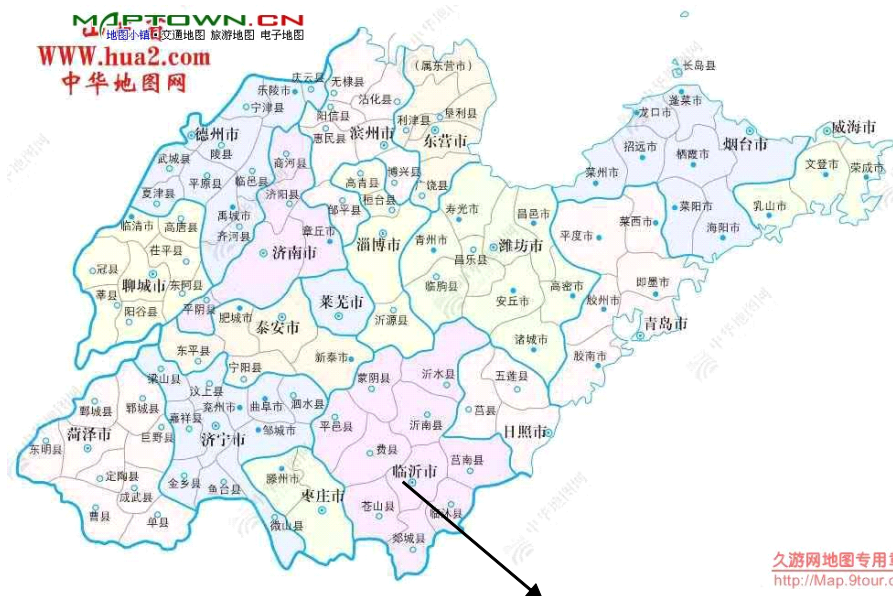 MAPTOWN.CN
地图小镇•交通地图 旅游地图 电子地图
WWW.hua2.com
中华地图网
(属东营市)
长岛县
庆云县
无棣县
乐陵市
沾化县
蓬莱市
宁津县
阳信县
利津县
垦利县
龙口市
威海市
德州市
惠民县
滨州市
东营市
招远市
烟台市
陵县
武城县
商河县
栖霞市
文登市
荣成市
临邑县
高青县
博兴县
莱州市
夏津县
平原县
济阳县
桓台县
广饶县
禹城市
邹平县
寿光市
昌邑市
莱阳市
乳山市
临清市
高唐县
齐河县
章丘市
淄博市
青州市
潍坊市
平度市
莱西市
海阳市
茌平县
济南市
昌乐县
冠县
聊城市
东阿县
临朐县
高密市
即墨市
莘县
阳谷县
平阴县
肥城市
莱芜市
安丘市
胶州市
泰安市
沂源县
青岛市
东平县
新泰市
诸城市
胶南市
宁阳县
梁山县
汶上县
蒙阴县
沂水县
五莲县
鄄城县
郓城县
兖州市
曲阜市
泗水县
莒县
嘉祥县
平邑县
沂南县
菏泽市
巨野县
济宁市
邹城市
日照市
东明县
费县
莒南县
定陶县
滕州市
临沂市
金乡县
鱼台县
成武县
枣庄市
苍山县
临沭县
曹县
单县
微山县
郯城县
久游网地图专用章
http://Map.9tour.c
中华地图网
中华地图网
中华地图网